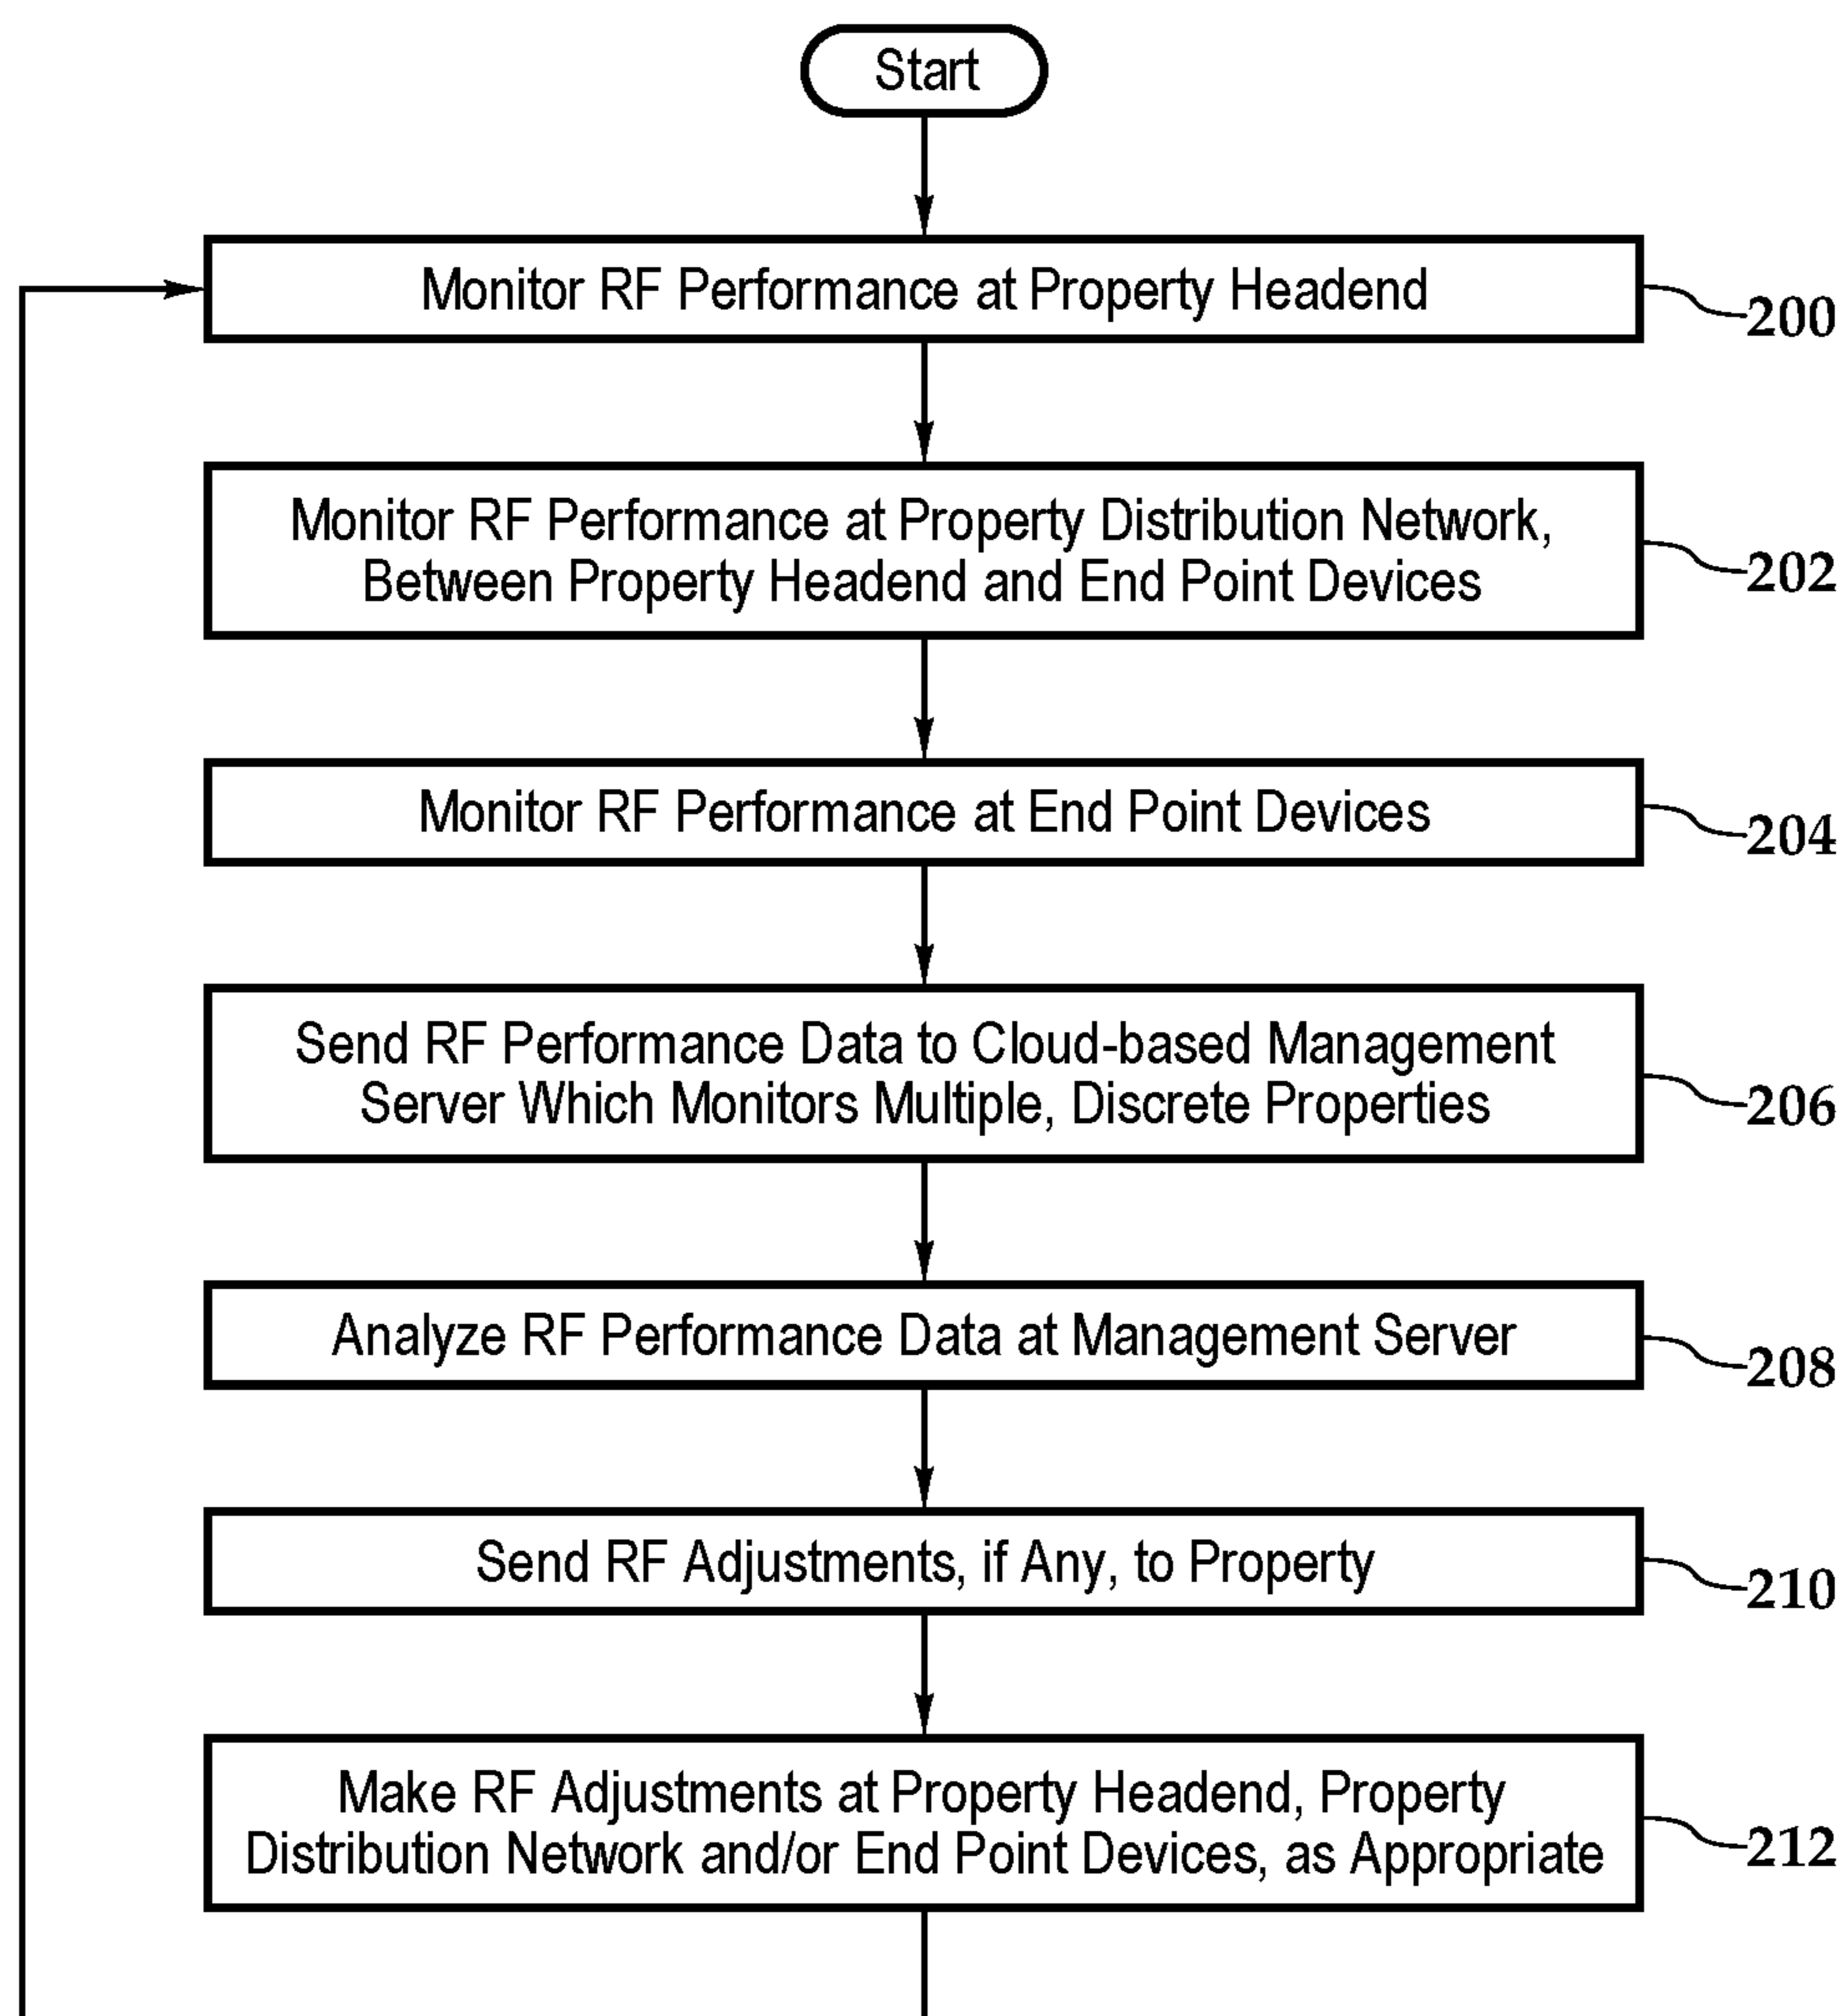 Start
Monitor RF Performance at Property Headend
200
Monitor RF Performance at Property Distribution Network,
Between Property Headend and End Point Devices
202
Monitor RF Performance at End Point Devices
204
Send RF Performance Data to Cloud-based Management
Server Which Monitors Multiple, Discrete Properties
206
Analyze RF Performance Data at Management Server
208
Send RF Adjustments, if Any, to Property
210
Make RF Adjustments at Property Headend, Property
Distribution Network and/or End Point Devices, as Appropriate
212